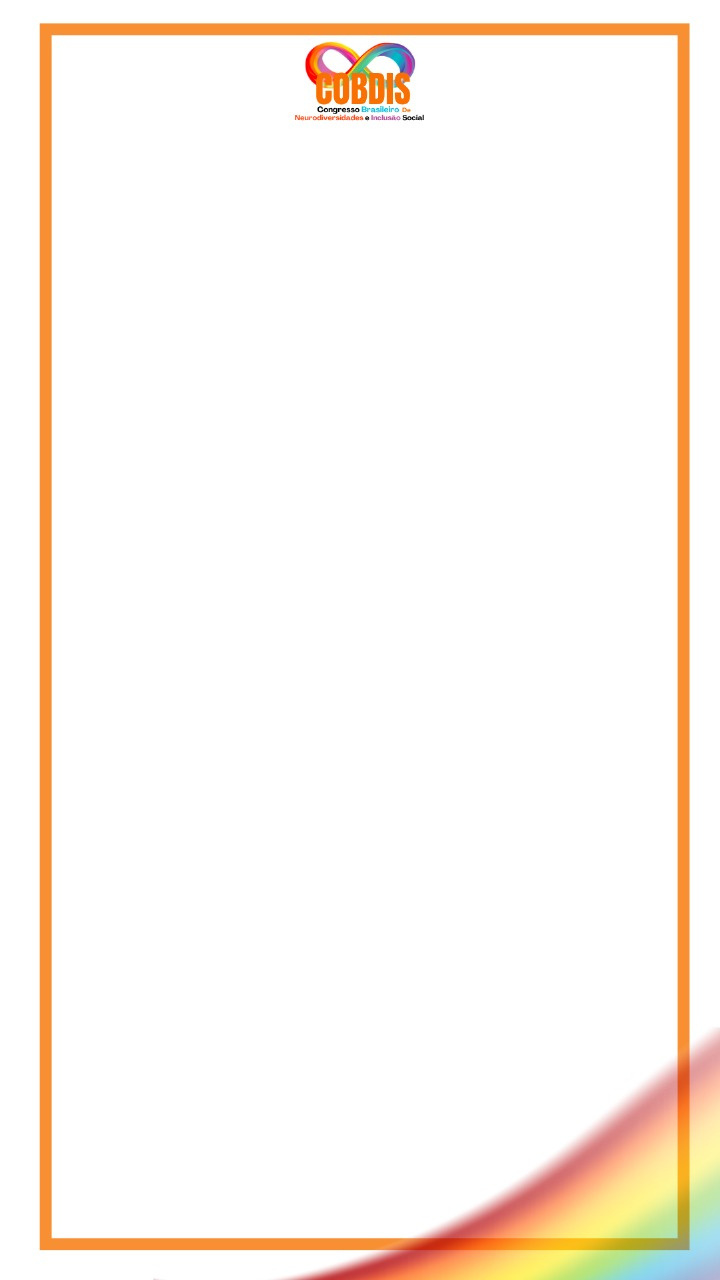 COBDIS
Congresso Brasileiro De
Neurodiversidades e Inclusão Social